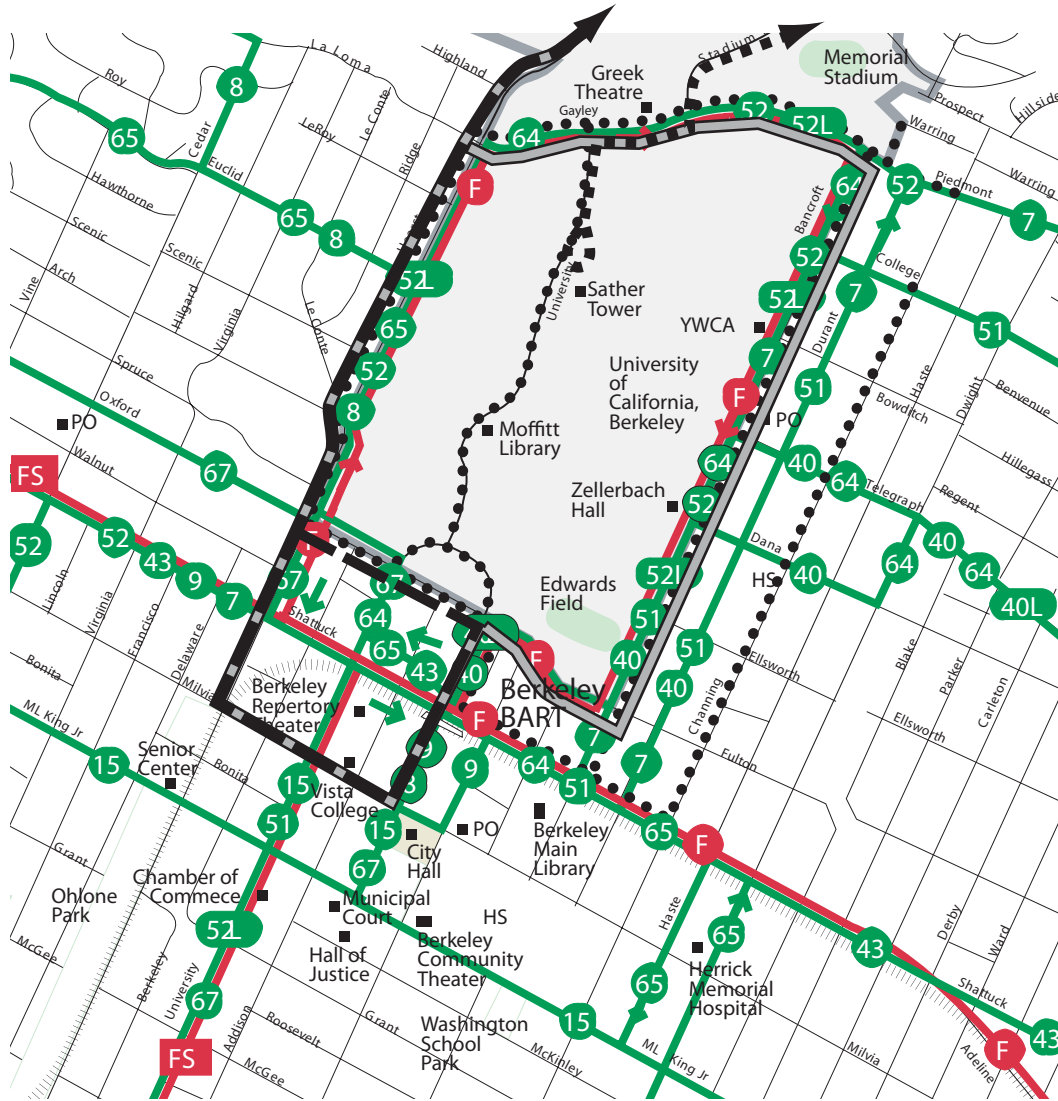 La Loma
Highland
Stadium
Memorial
Stadium
Greek
Theatre
Gayley
Roy
8
65
Cedar
Euclid
LeRoy
Le Conte
Ridge
64
52
52L
Prospect
Hillside
Warring
Warring
Piedmont
52
7
64
Hawthorne
F
Scenic
Scenic
65
8
52L
Arch
Vine
Hilgard
Virginia
Le Conte
University
Bancroft
52
College
Sather
Tower
52L
7
Durant
51
YWCA
65
Spruce
Oxford
52
7
University
of
California,
Berkeley
51
Haste
Dwight
Benvenue
Bowditch
F
8
PO
Moffitt
Library
PO
Walnut
FS
67
64
40
64
Telegraph
Regent
Hillegass
Zellerbach
Hall
52
Dana
40
HS
40
64
64
40L
52
52
43
9
7
67
Lincoln
Virginia
Francisco
Delaware
Shattuck
67
64
65
43
40
Edwards
Field
52L
51
40
F
51
40
Ellsworth
Blake
Parker
Carleton
Ellsworth
Bonita
Milvia
ML King Jr
Berkeley
Repertory
Theater
Berkeley
BART
F
Channing
Fulton
7
7
9
9
64
51
Senior
Center
15
Bonita
15
Vista
College
8
15
51
PO
City
Hall
Berkeley
Main
Library
65
F
Grant
Ohlone
Park
Chamber of
Commece
67
Municipal
Court
HS
Haste
65
Derby
Ward
43
McGee
52L
Hall of
Justice
Berkeley
Community
Theater
Herrick
Memorial
Hospital
Shattuck
Berkeley
University
67
Addison
Roosevelt
McGee
Grant
Washington
School
Park
McKinley
15
65
ML King Jr
Milvia
Adeline
F
43
FS